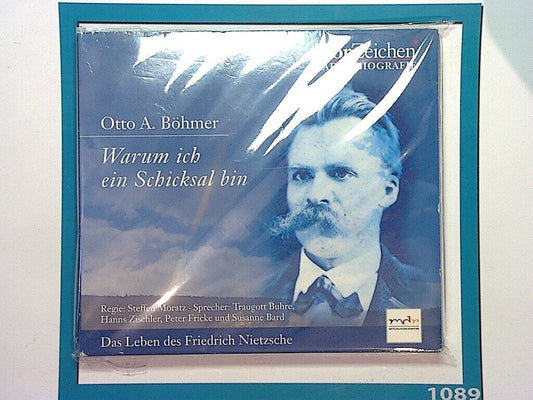 Otto A. Böhmer
Warum ich
ein Schicksal bin
Regie: Steffen Moratz - Sprecher: Traugott Buhre,
Hanns Zischler, Peter Fricke und Susanne Bard
mdr
Das Leben des Friedrich Nietzsche
1089